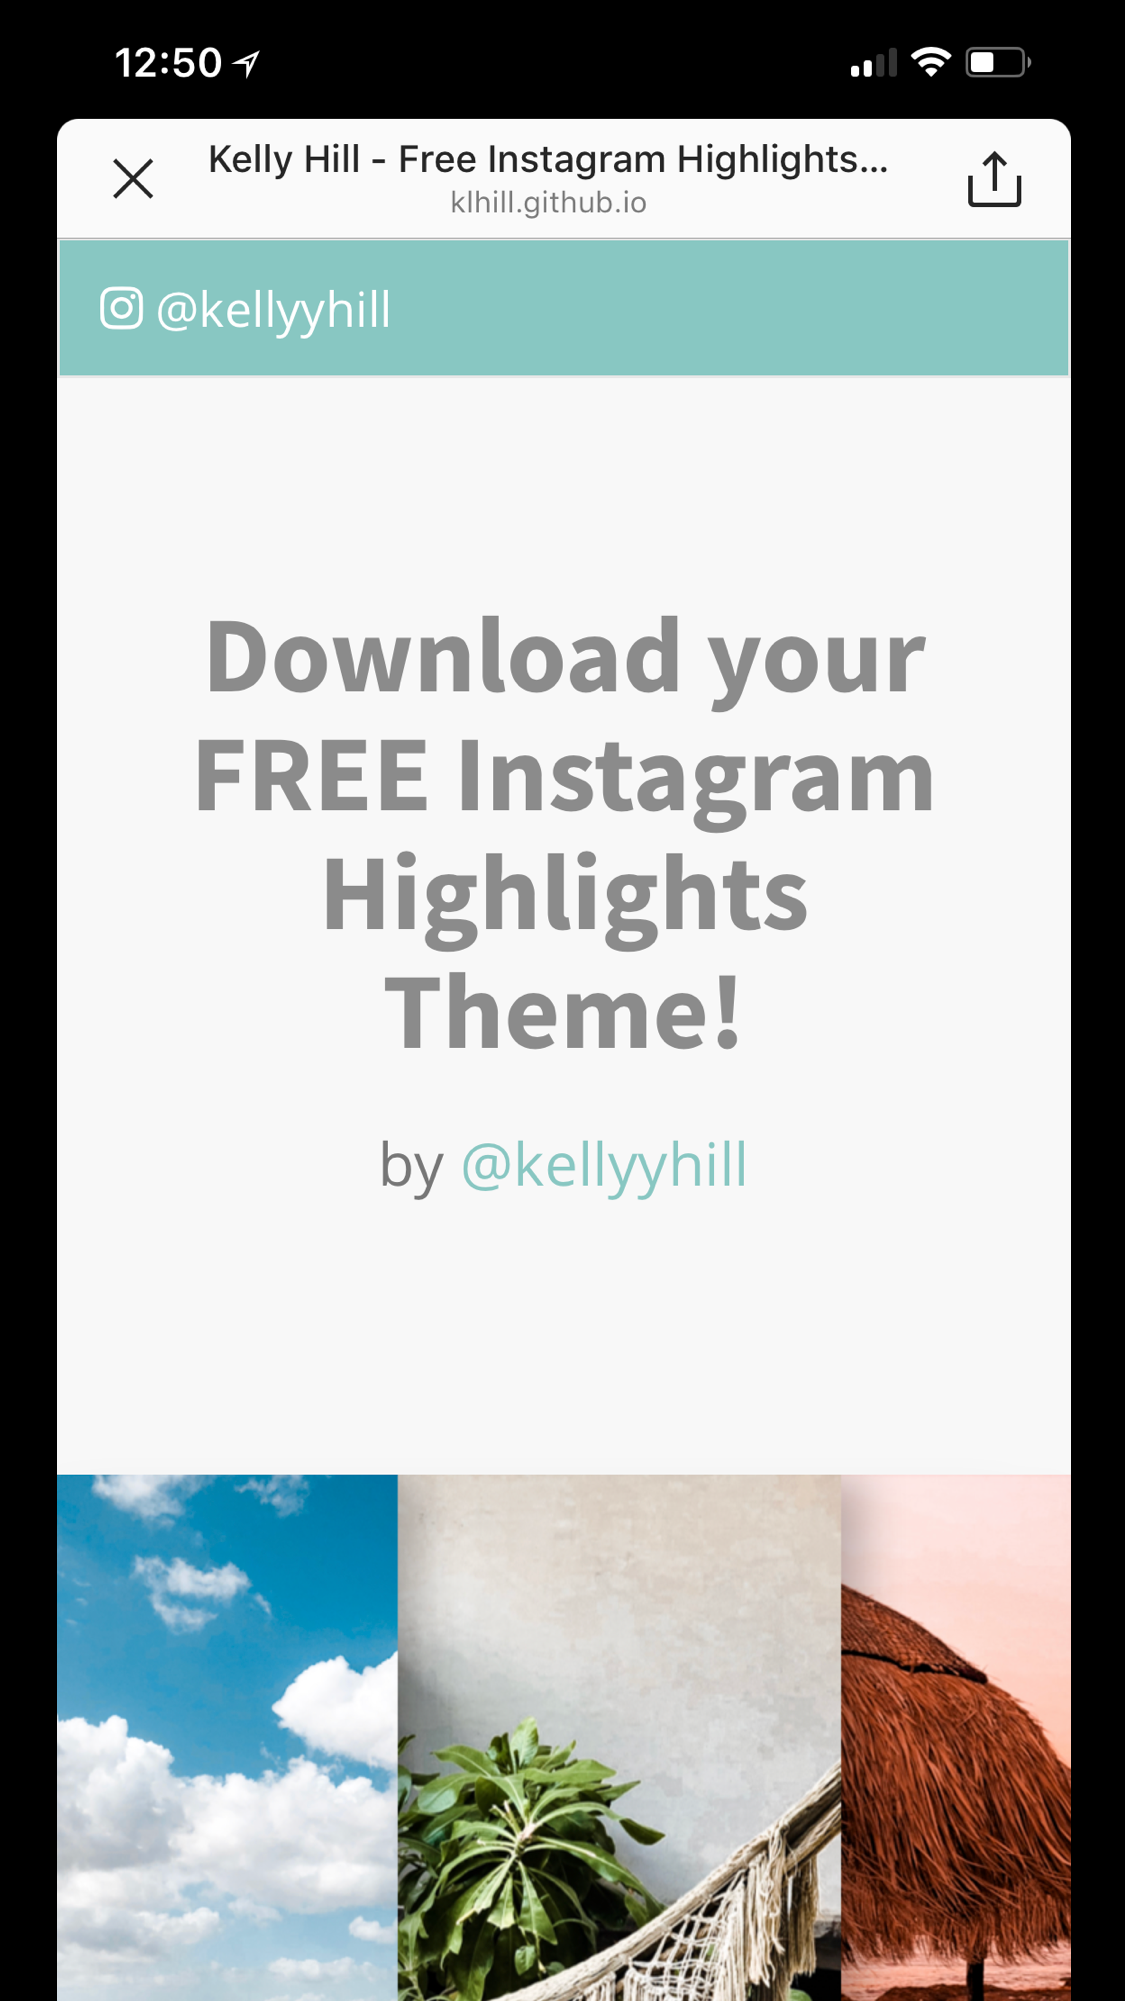 12:50
Kelly Hill - Free Instagram Highlights...
klhill.github.io
@kellyyhill
Download your
FREE Instagram
Highlights
Theme!
by @kellyyhill